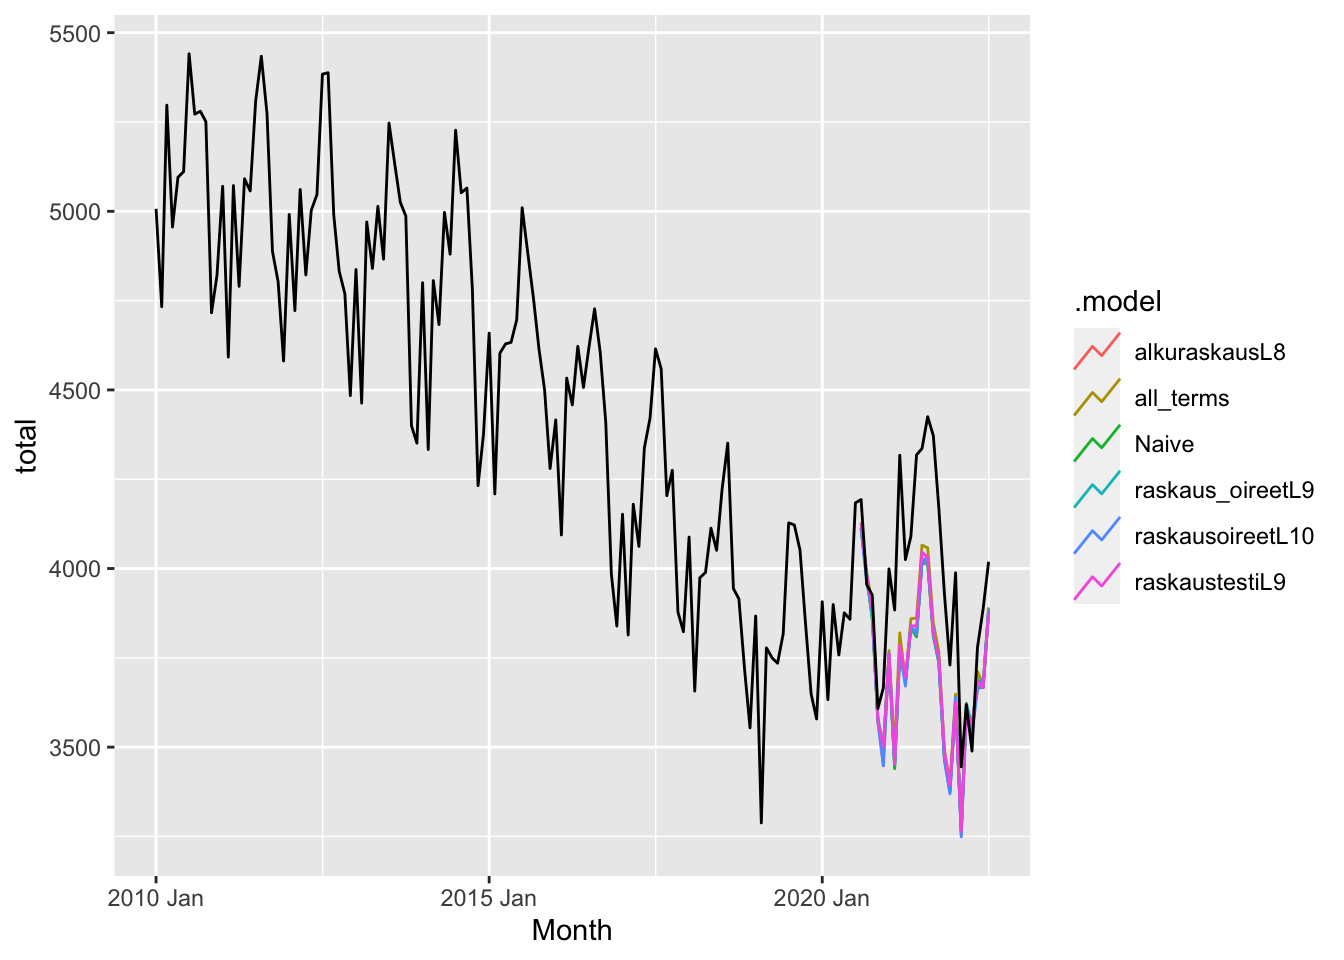 5500
5000
4500
4000
3500
total
2010 Jan
2015 Jan
2020 Jan
Month
.model
alkuraskausL8
all_terms
Naive
raskaus_oireetL9
raskausoireetL10
raskaustestiL9